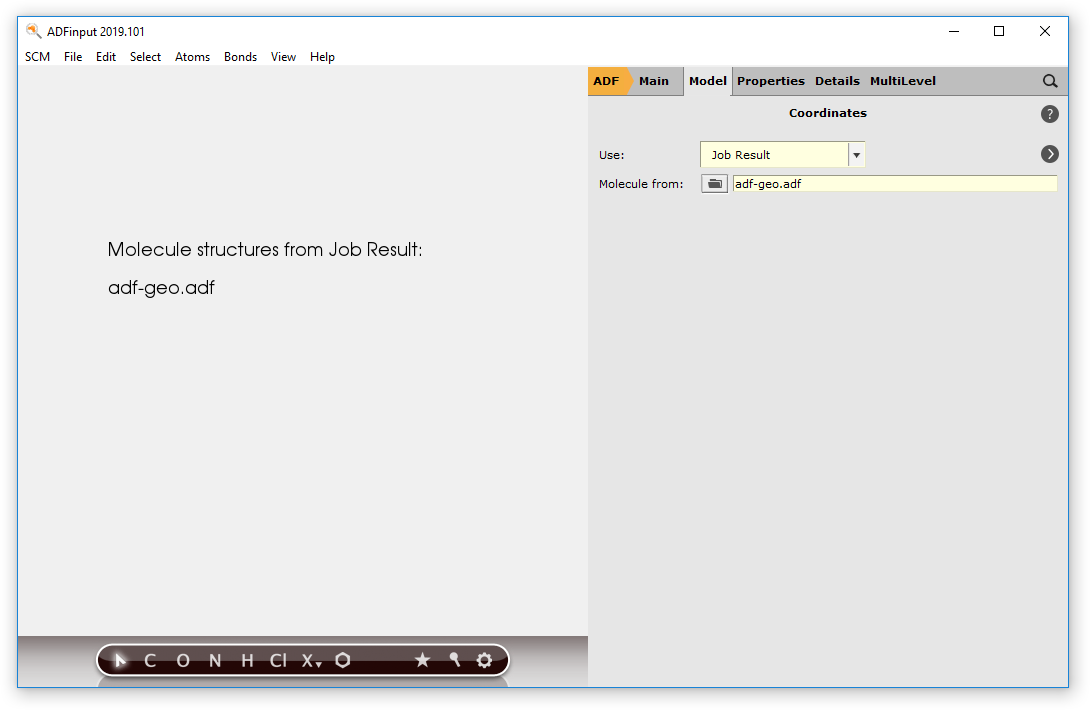 ADFinput 2019.101
SCM File Edit Select Atoms Bonds View Help
ADF Main Model Properties Details MultiLevel
Coordinates
?
Use: Job Result
Molecule from: adf-geo.adf
Molecule structures from Job Result:
adf-geo.adf
C O N H Cl X